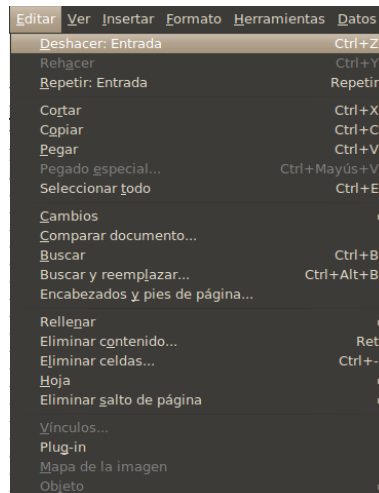 Editar Ver Insertar Formato Herramientas Datos
Deshacer: Entrada Ctrl+Z
Rehacer Ctrl+Y
Repetir: Entrada Repetir
Cortar Ctrl+X
Copiar Ctrl+C
Pegar Ctrl+V
Pegado especial... Ctrl+Mayús+V
Seleccionar todo Ctrl+E
Cambios
Comparar documento...
Buscar Ctrl+B
Buscar y reemplazar... Ctrl+Alt+B
Encabezados y pies de página...
Rellenar
Eliminar contenido... Ret
Eliminar celdas... Ctrl+-
Hoja
Eliminar salto de página
Vínculos...
Plug-in
Mapa de la imagen
Objeto